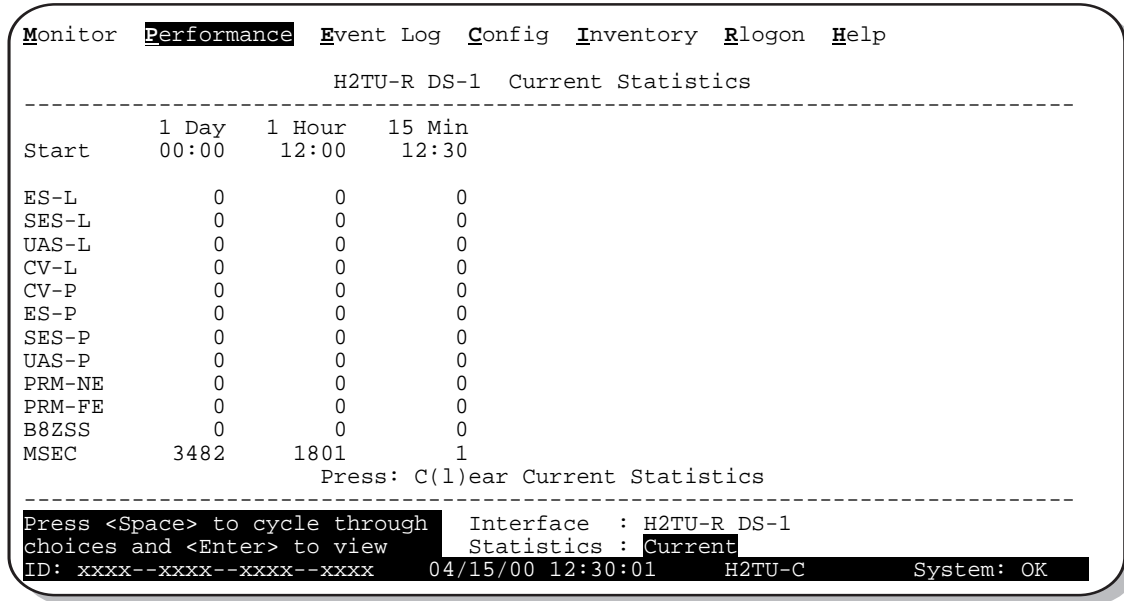 Monitor Performance Event Log Config Inventory Rlogon Help
H2TU-R DS-1 Current Statistics
--------------------------------------------------------------------------------
1 Day 1 Hour 15 Min
Start 00:00 12:00 12:30
ES-L 0 0 0
SES-L 0 0 0
UAS-L 0 0 0
CV-L 0 0 0
CV-P 0 0 0
ES-P 0 0 0
SES-P 0 0 0
UAS-P 0 0 0
PRM-NE 0 0 0
PRM-FE 0 0 0
B8ZSS 0 0 0
MSEC 3482 1801 1
Press: C(l)ear Current Statistics
--------------------------------------------------------------------------------
Press <Space> to cycle through Interface : H2TU-R DS-1
choices and <Enter> to view Statistics : Current
ID: xxxx--xxxx--xxxx--xxxx 04/15/00 12:30:01 H2TU-C System: OK